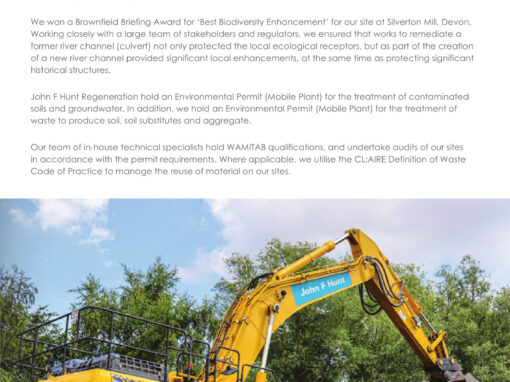 We won a Brownfield Briefing Award for ‘Best Biodiversity Enhancement’ for our site at Silverton Mill, Devon.
Working closely with a large team of stakeholders and regulators, we ensured that works to remediate a
former river channel (culvert) not only protected the local ecological receptors, but as part of the creation
of a new river channel provided significant local enhancements, at the same time as protecting significant
historical structures.
John F Hunt Regeneration hold an Environmental Permit (Mobile Plant) for the treatment of contaminated
soils and groundwater. In addition, we hold an Environmental Permit (Mobile Plant) for the treatment of
waste to produce soil, soil substitutes and aggregate.
Our team of in-house technical specialists hold WAMITAB qualifications, and undertake audits of our sites
in accordance with the permit requirements. Where applicable, we utilise the CL:AIRE Definition of Waste
Code of Practice to manage the reuse of material on our sites.
John F Hunt